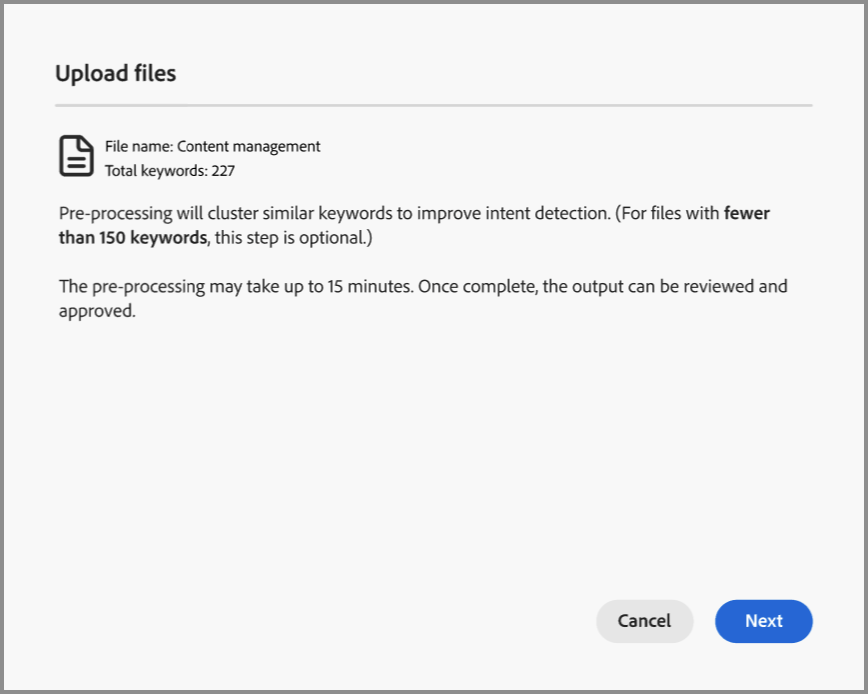 Upload files
File name: Content management
Total keywords: 227
Pre-processing will cluster similar keywords to improve intent detection. (For files with fewer
than 150 keywords, this step is optional.)
The pre-processing may take up to 15 minutes. Once complete, the output can be reviewed and
approved.
Cancel
Next